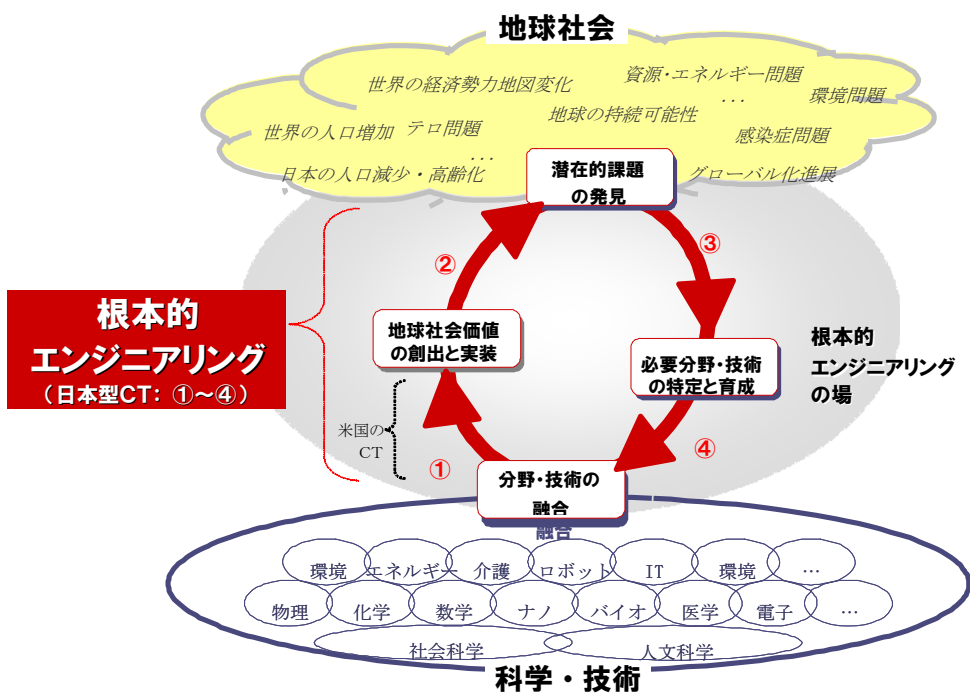 地球社会
世界の経済勢力地図変化
資源・エネルギー問題
...
環境問題
地球の持続可能性
世界の人口増加
テロ問題
...
感染症問題
日本の人口減少・高齢化
グローバル化進展
潜在的課題
の発見
②
③
根本的
エンジニアリング
（日本型CT： ①～④）
地球社会価値
の創出と実装
必要分野・技術
の特定と育成
根本的
エンジニアリング
の場
米国の
CT
①
④
分野・技術の
融合
融合
環境
エネルギー
介護
ロボット
IT
環境
…
物理
化学
数学
ナノ
バイオ
医学
電子
…
社会科学
人文科学
科学・技術